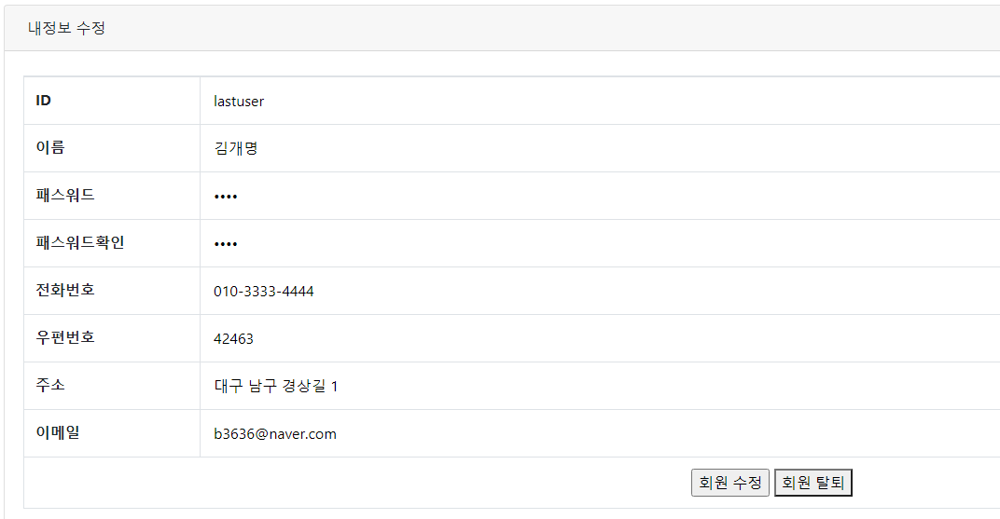 내정보 수정
ID lastuser
이름 김개명
패스워드 ••••
패스워드확인 ••••
전화번호 010-3333-4444
우편번호 42463
주소 대구 남구 경상길 1
이메일 b3636@naver.com
회원 수정 회원 탈퇴